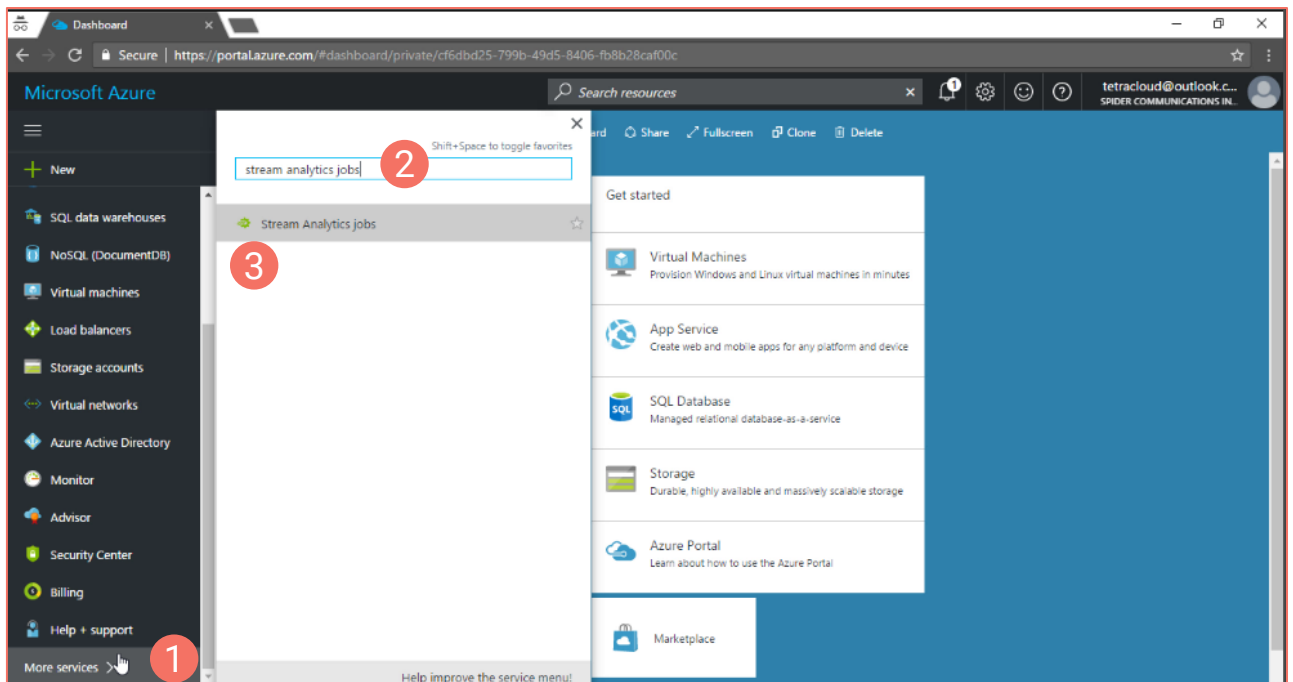 Dashboard
Secure | https://portal.azure.com/#dashboard/private/cf6dbd25-799b-49d5-8406-fb8b28caf00c
Microsoft Azure
Search resources
1
tetracloud@outlook.c...
SPIDER COMMUNICATIONS IN...
New
SQL data warehouses
NoSQL (DocumentDB)
Virtual machines
Load balancers
Storage accounts
Virtual networks
Azure Active Directory
Monitor
Advisor
Security Center
Billing
Help + support
More services
1
Shift+Space to toggle favorites
stream analytics jobs
2
Stream Analytics jobs
3
Help improve the service menu!
ard Share Fullscreen Clone Delete
Get started
Virtual Machines
Provision Windows and Linux virtual machines in minutes
App Service
Create web and mobile apps for any platform and device
SQL
SQL Database
Managed relational database-as-a-service
Storage
Durable, highly available and massively scalable storage
Azure Portal
Learn about how to use the Azure Portal
Marketplace